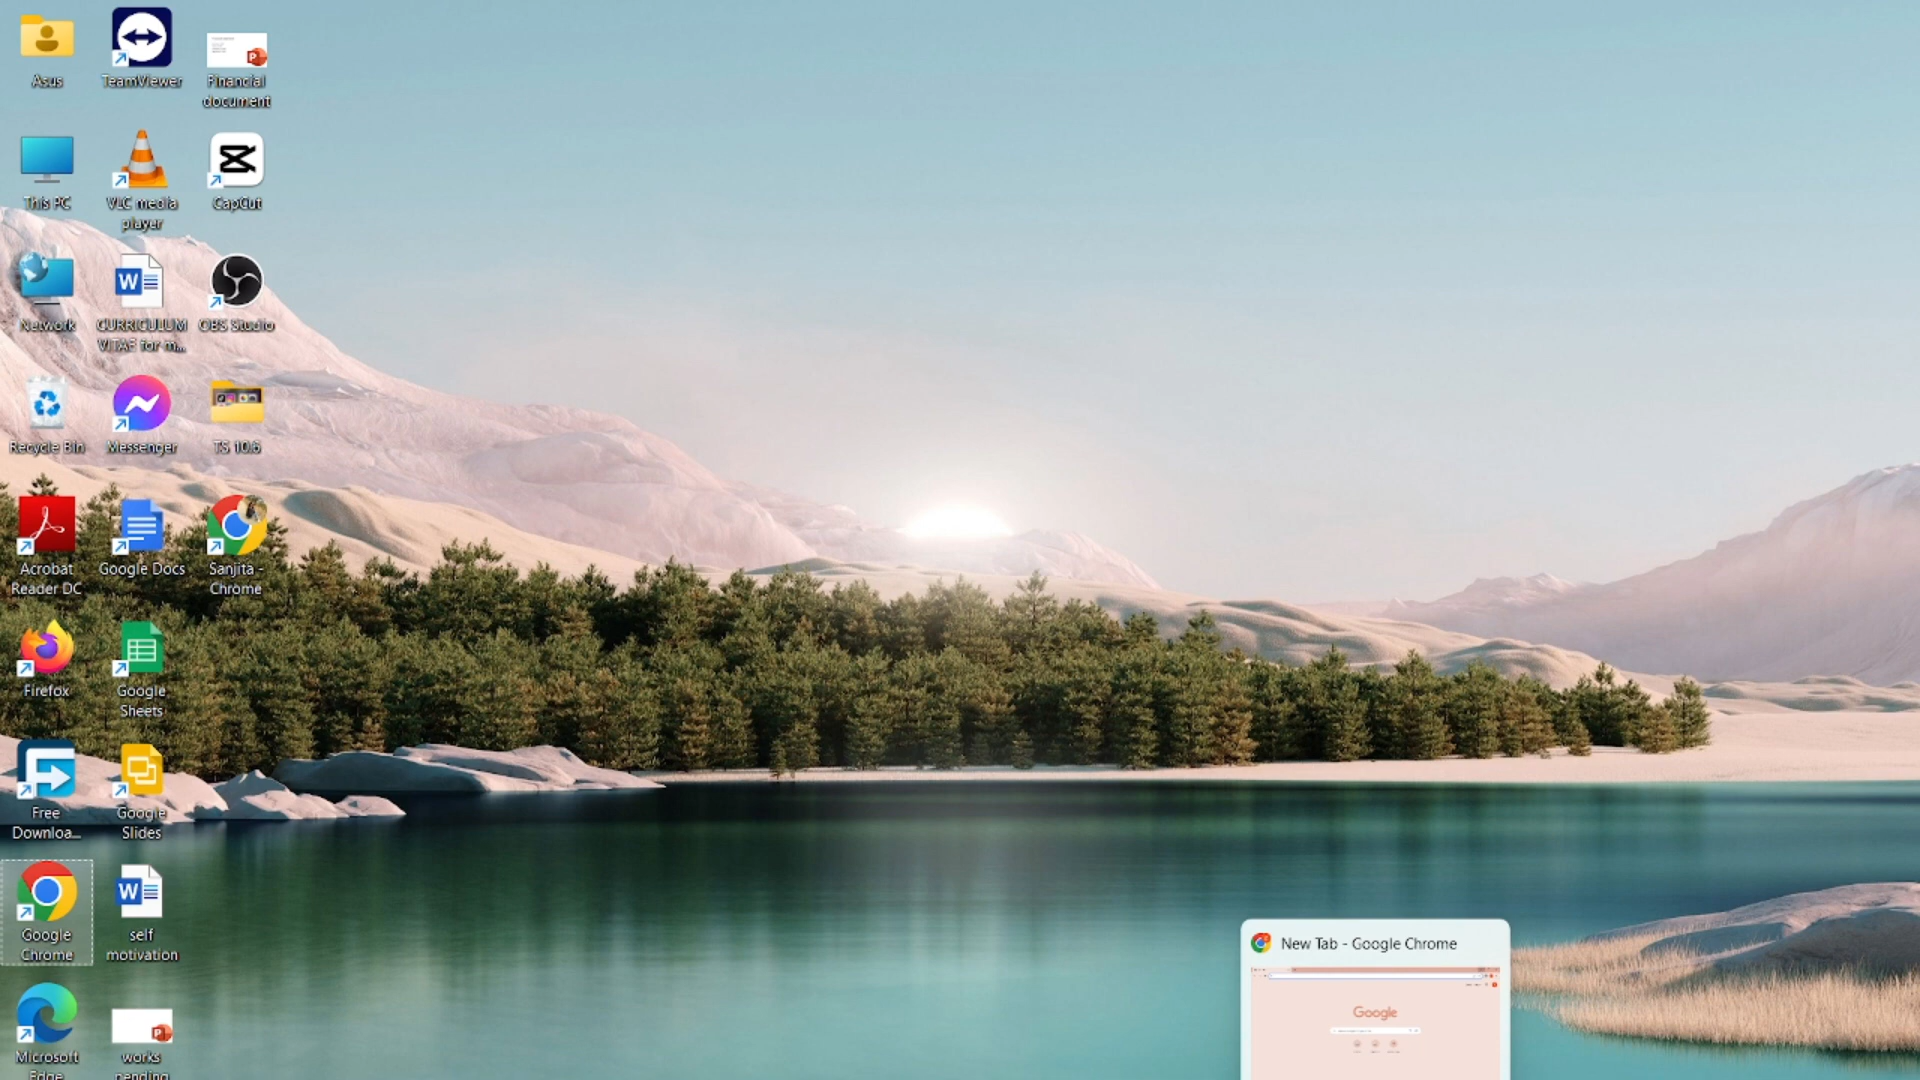 Asus
TeamViewer
Financial
document
This PC
VLC media
player
CapCut
Network
CURRICULUM
VITAE for m...
OBS Studio
Recycle Bin
Messenger
TS 10.6
Acrobat
Reader DC
Google Docs
Sanjita -
Chrome
Firefox
Google
Sheets
Free
Downloa...
Google
Slides
Google
Chrome
self
motivation
New Tab - Google Chrome
Google
Microsoft
Edge
works
pending